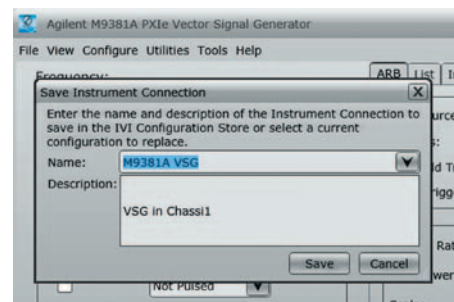 Agilent M9381A PXIe Vector Signal Generator
File View Configure Utilities Tools Help
Frequency:
ARB List
Save Instrument Connection X
Enter the name and description of the Instrument Connection to
save in the IVI Configuration Store or select a current
configuration to replace.
Name: M9381A VSG
Description:
VSG in Chassi1
Save Cancel
Not Pulsed